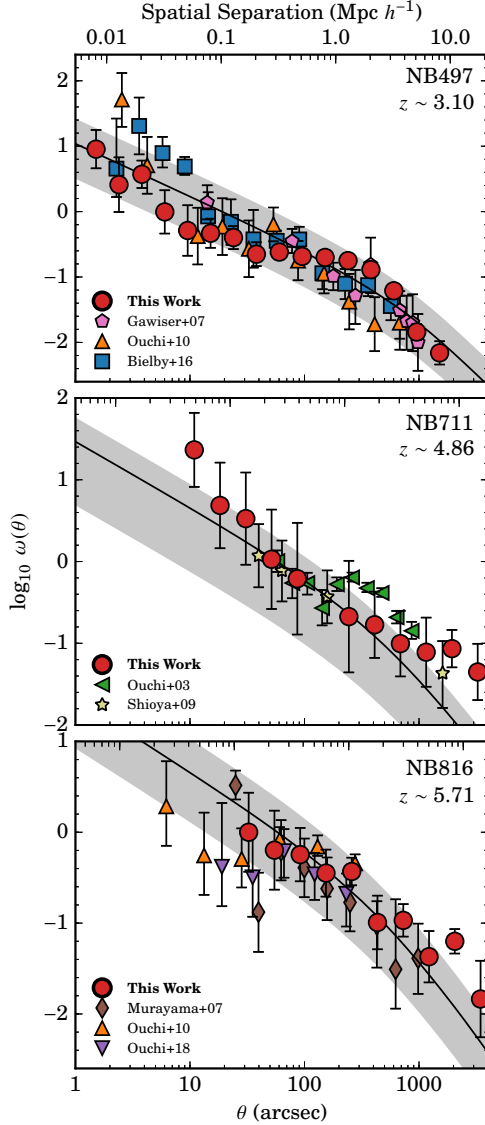 Spatial Separation (Mpc h⁻¹)
0.01 0.1 1 10
2
1
0
−1
−2
NB497
z ~ 3.10
This Work
Gawiser+07
Ouchi+10
Bielby+16
log₁₀ ω(θ)
2
1
0
−1
−2
NB711
z ~ 4.86
This Work
Ouchi+03
Shioya+09
1
0
−1
−2
NB816
z ~ 5.71
This Work
Murayama+07
Ouchi+10
Ouchi+18
1 10 100 1000
θ (arcsec)